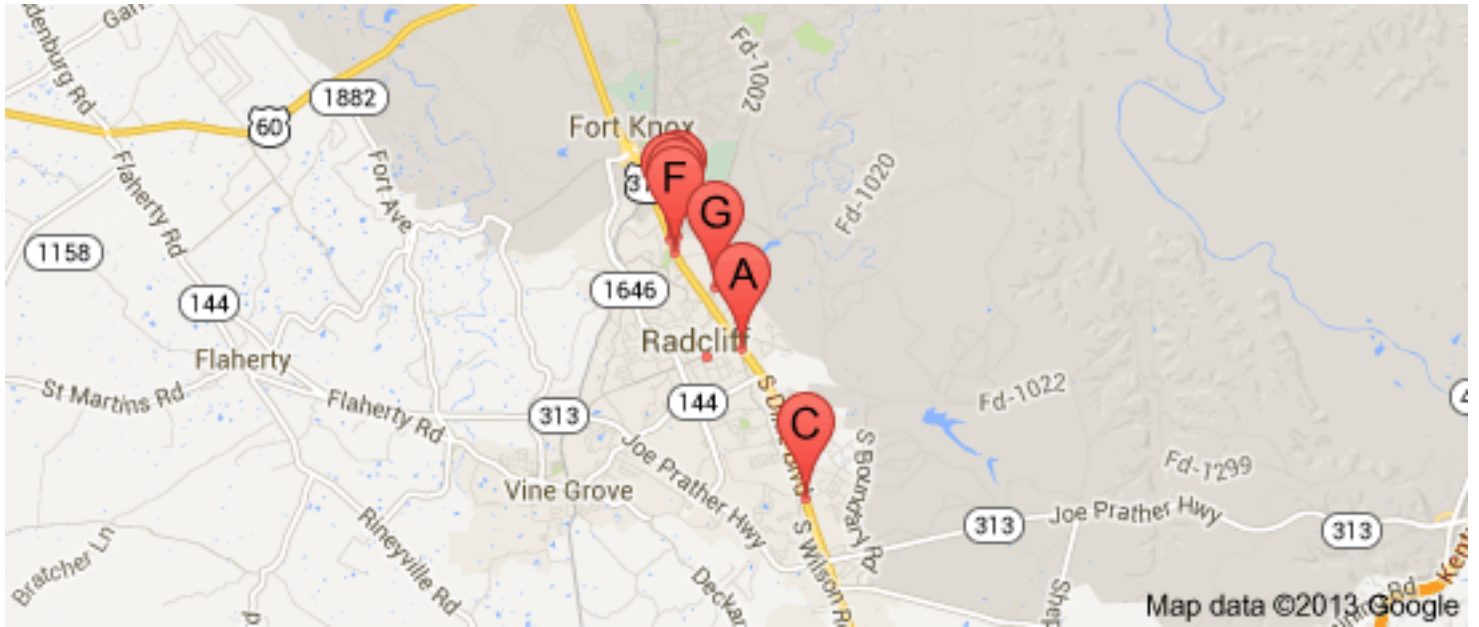 Fd-1002
1882
60
Fort Knox
Flaherty Rd
Fort Ave
F
G
Fd-1020
1158
A
144
1646
Radcliff
Flaherty
St Martins Rd
Flaherty Rd
313
144
Fd-1022
C
S Boundary Rd
Joe Prather Hwy
Vine Grove
Fd-1299
Joe Prather Hwy
313
313
Rineyville Rd
Bratcher Ln
Map data ©2013 Google